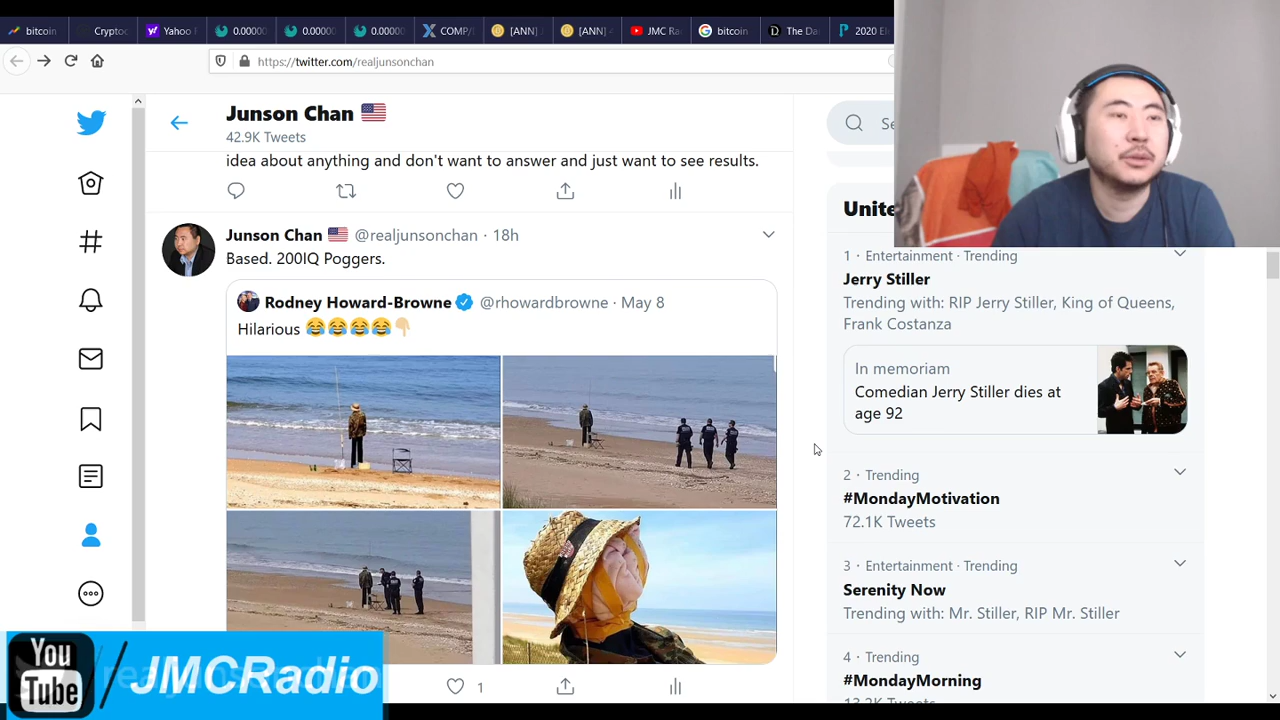 bitcoin
Cryptoc
Yahoo
0.00000
0.00000
0.00000
COMP/
[ANN]
[ANN]
JMC Ra
bitcoin
The Da
2020 El
https://twitter.com/realjunsonchan
Junson Chan
42.9K Tweets
idea about anything and don't want to answer and just want to see results.
Junson Chan @realjunsonchan · 18h
Based. 200IQ Poggers.
Rodney Howard-Browne @rhowardbrowne · May 8
Hilarious 😂😂😂😂👇🏼
1
Se
Unite
1 · Entertainment · Trending
Jerry Stiller
Trending with: RIP Jerry Stiller, King of Queens,
Frank Costanza
In memoriam
Comedian Jerry Stiller dies at
age 92
2 · Trending
#MondayMotivation
72.1K Tweets
3 · Entertainment · Trending
Serenity Now
Trending with: Mr. Stiller, RIP Mr. Stiller
4 · Trending
#MondayMorning
You
Tube
/JMCRadio